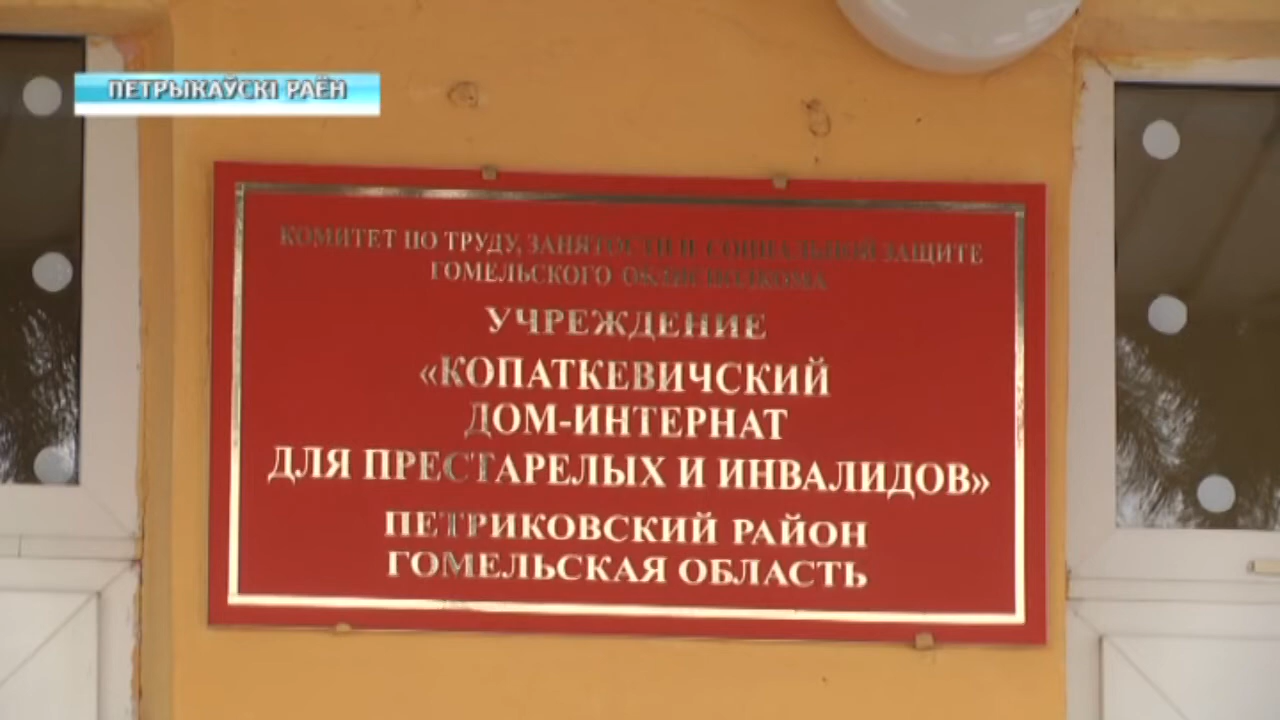 ПЕТРЫКАЎСКІ РАЁН
КОМИТЕТ ПО ТРУДУ, ЗАНЯТОСТИ И СОЦИАЛЬНОЙ ЗАЩИТЕ
ГОМЕЛЬСКОГО ОБЛИСПОЛКОМА
УЧРЕЖДЕНИЕ
«КОПАТКЕВИЧСКИЙ
ДОМ-ИНТЕРНАТ
ДЛЯ ПРЕСТАРЕЛЫХ И ИНВАЛИДОВ»
ПЕТРИКОВСКИЙ РАЙОН
ГОМЕЛЬСКАЯ ОБЛАСТЬ